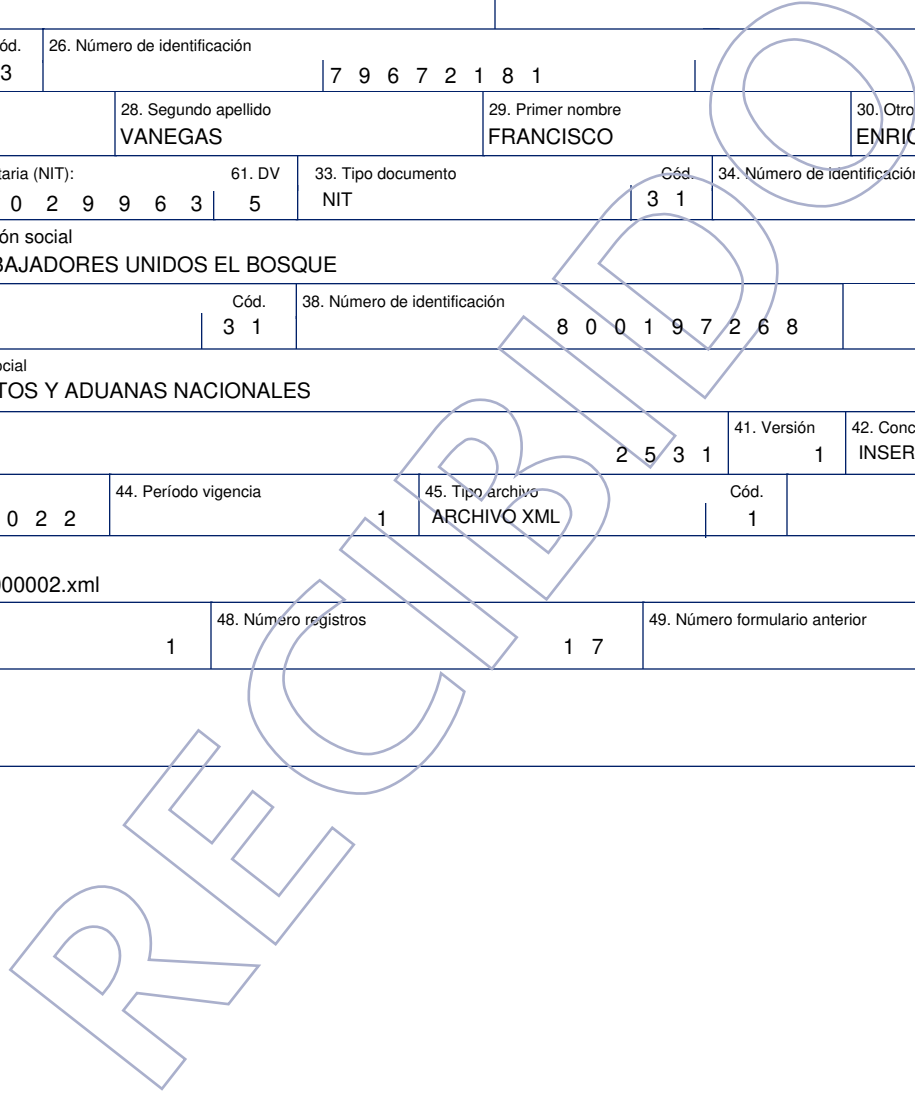 ód. 26. Número de identificación
3 7 9 6 7 2 1 8 1
28. Segundo apellido 29. Primer nombre 30. Otro
VANEGAS FRANCISCO ENRIC
taria (NIT): 61. DV 33. Tipo documento Cód. 34. Número de identificación
0 2 9 9 6 3 5 NIT 3 1
ón social
BAJADORES UNIDOS EL BOSQUE
Cód. 38. Número de identificación
3 1 8 0 0 1 9 7 2 6 8
ocial
TOS Y ADUANAS NACIONALES
41. Versión 42. Conc
2 5 3 1 1 INSER
44. Período vigencia 45. Tipo archivo Cód.
0 2 2 1 ARCHIVO XML 1
000002.xml
48. Número registros 49. Número formulario anterior
1 1 7
RECIBIDO